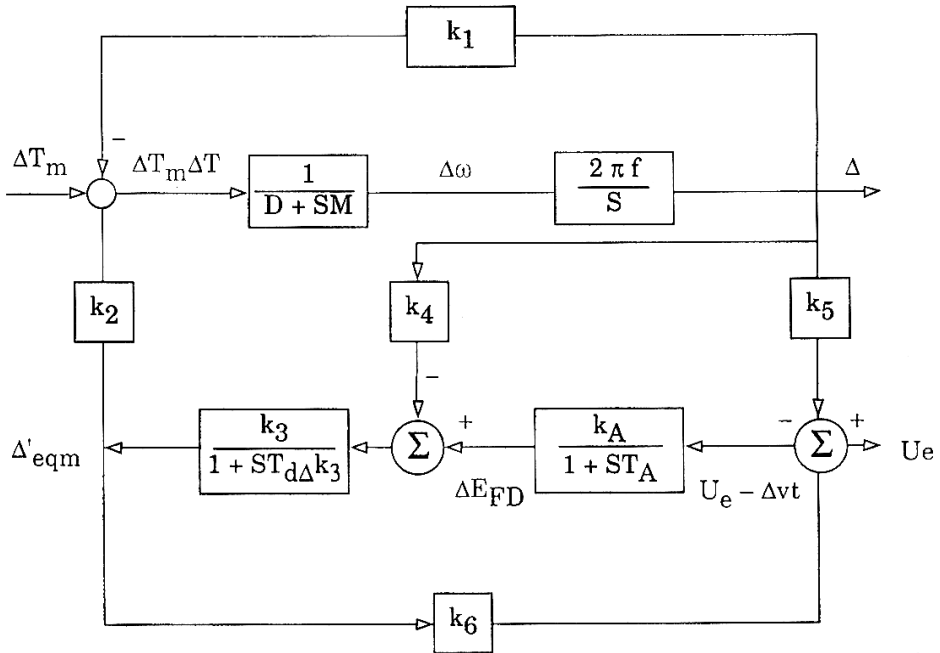 k1
−
ΔTm
ΔTmΔT
1
D + SM
Δω
2 π f
S
Δ
k2
k4
k5
−
−
+
Δ'eqm
k3
1 + STdΔk3
Σ
+
kA
1 + STA
Σ
Ue
ΔEFD
Ue − Δvt
k6